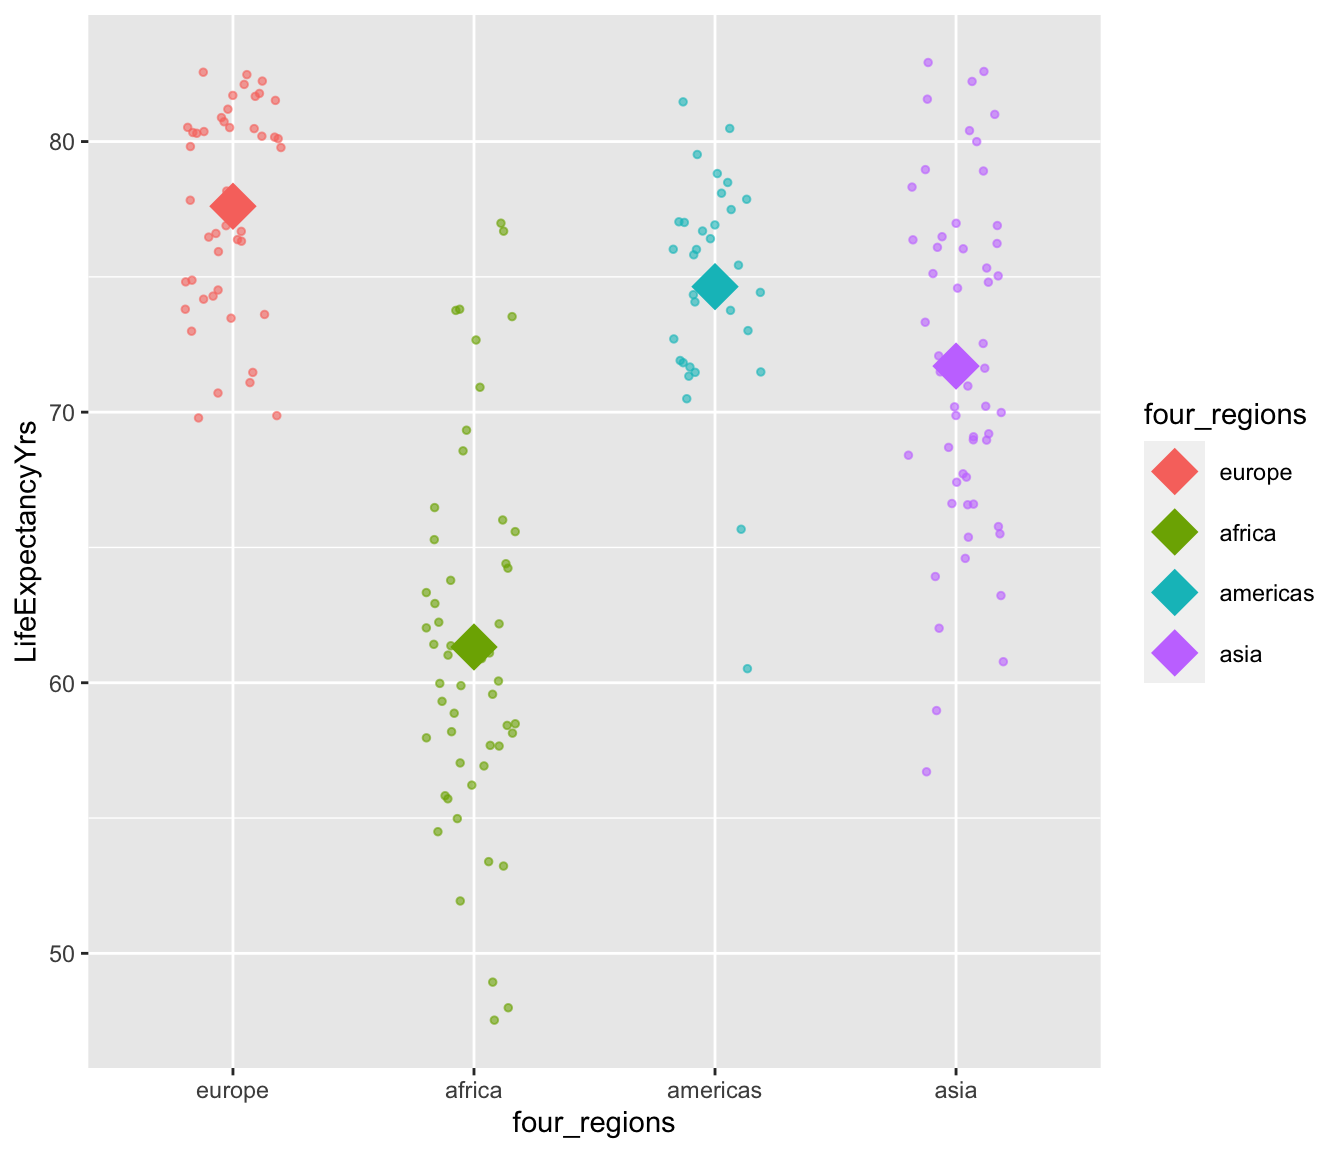 LifeExpectancyYrs
80
70
60
50
europe
africa
americas
asia
four_regions
four_regions
europe
africa
americas
asia